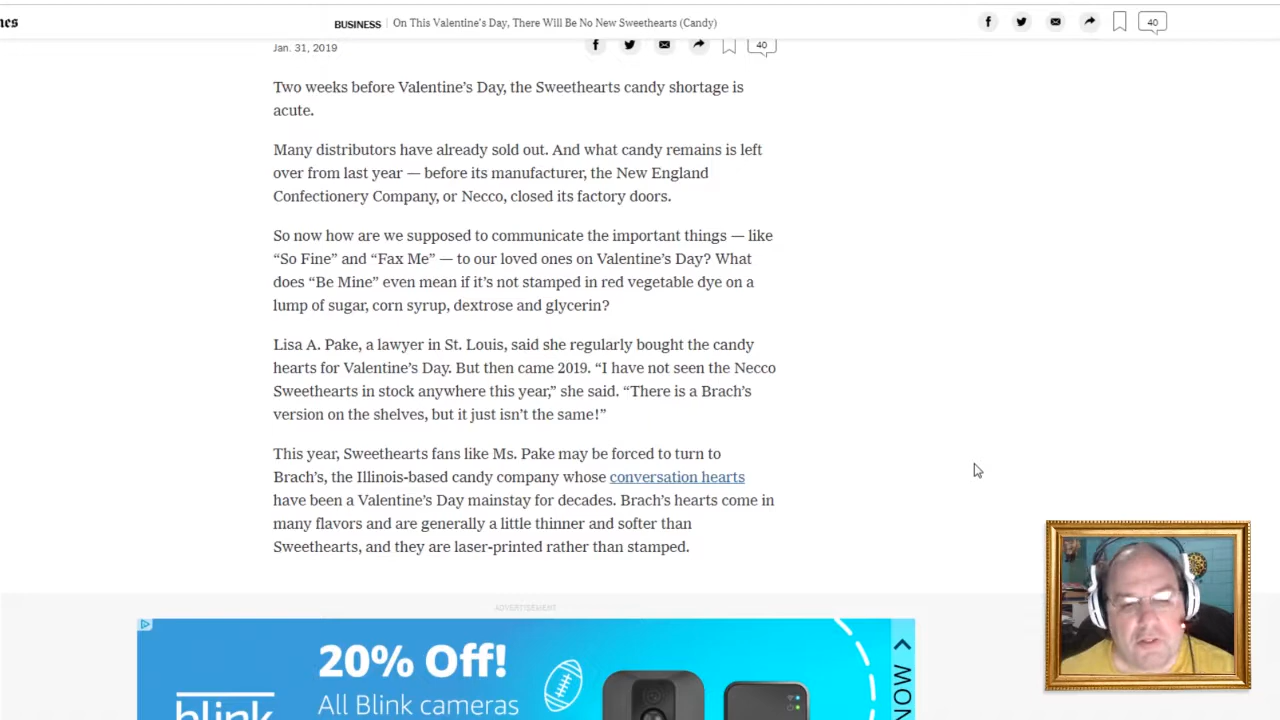 nes
BUSINESS | On This Valentine's Day, There Will Be No New Sweethearts (Candy)
40
Jan. 31, 2019
40
Two weeks before Valentine's Day, the Sweethearts candy shortage is
acute.
Many distributors have already sold out. And what candy remains is left
over from last year — before its manufacturer, the New England
Confectionery Company, or Necco, closed its factory doors.
So now how are we supposed to communicate the important things — like
“So Fine” and “Fax Me” — to our loved ones on Valentine's Day? What
does “Be Mine” even mean if it's not stamped in red vegetable dye on a
lump of sugar, corn syrup, dextrose and glycerin?
Lisa A. Pake, a lawyer in St. Louis, said she regularly bought the candy
hearts for Valentine's Day. But then came 2019. “I have not seen the Necco
Sweethearts in stock anywhere this year,” she said. “There is a Brach's
version on the shelves, but it just isn't the same!”
This year, Sweethearts fans like Ms. Pake may be forced to turn to
Brach's, the Illinois-based candy company whose conversation hearts
have been a Valentine's Day mainstay for decades. Brach's hearts come in
many flavors and are generally a little thinner and softer than
Sweethearts, and they are laser-printed rather than stamped.
ADVERTISEMENT
20% Off!
All Blink cameras
blink
MON